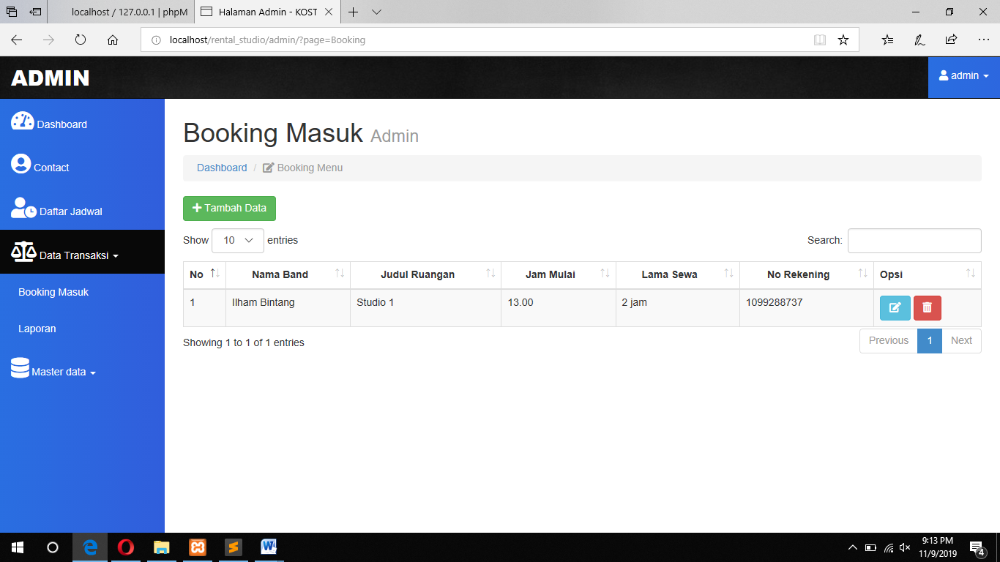 localhost / 127.0.0.1 | phpM
Halaman Admin - KOST
localhost/rental_studio/admin/?page=Booking
ADMIN
admin
Dashboard
Contact
Daftar Jadwal
Data Transaksi
Booking Masuk
Laporan
Master data
Booking Masuk Admin
Dashboard / Booking Menu
Tambah Data
Show 10 entries
Search:
No Nama Band Judul Ruangan Jam Mulai Lama Sewa No Rekening Opsi
1 Ilham Bintang Studio 1 13.00 2 jam 1099288737
Showing 1 to 1 of 1 entries
Previous 1 Next
9:13 PM
11/9/2019
4